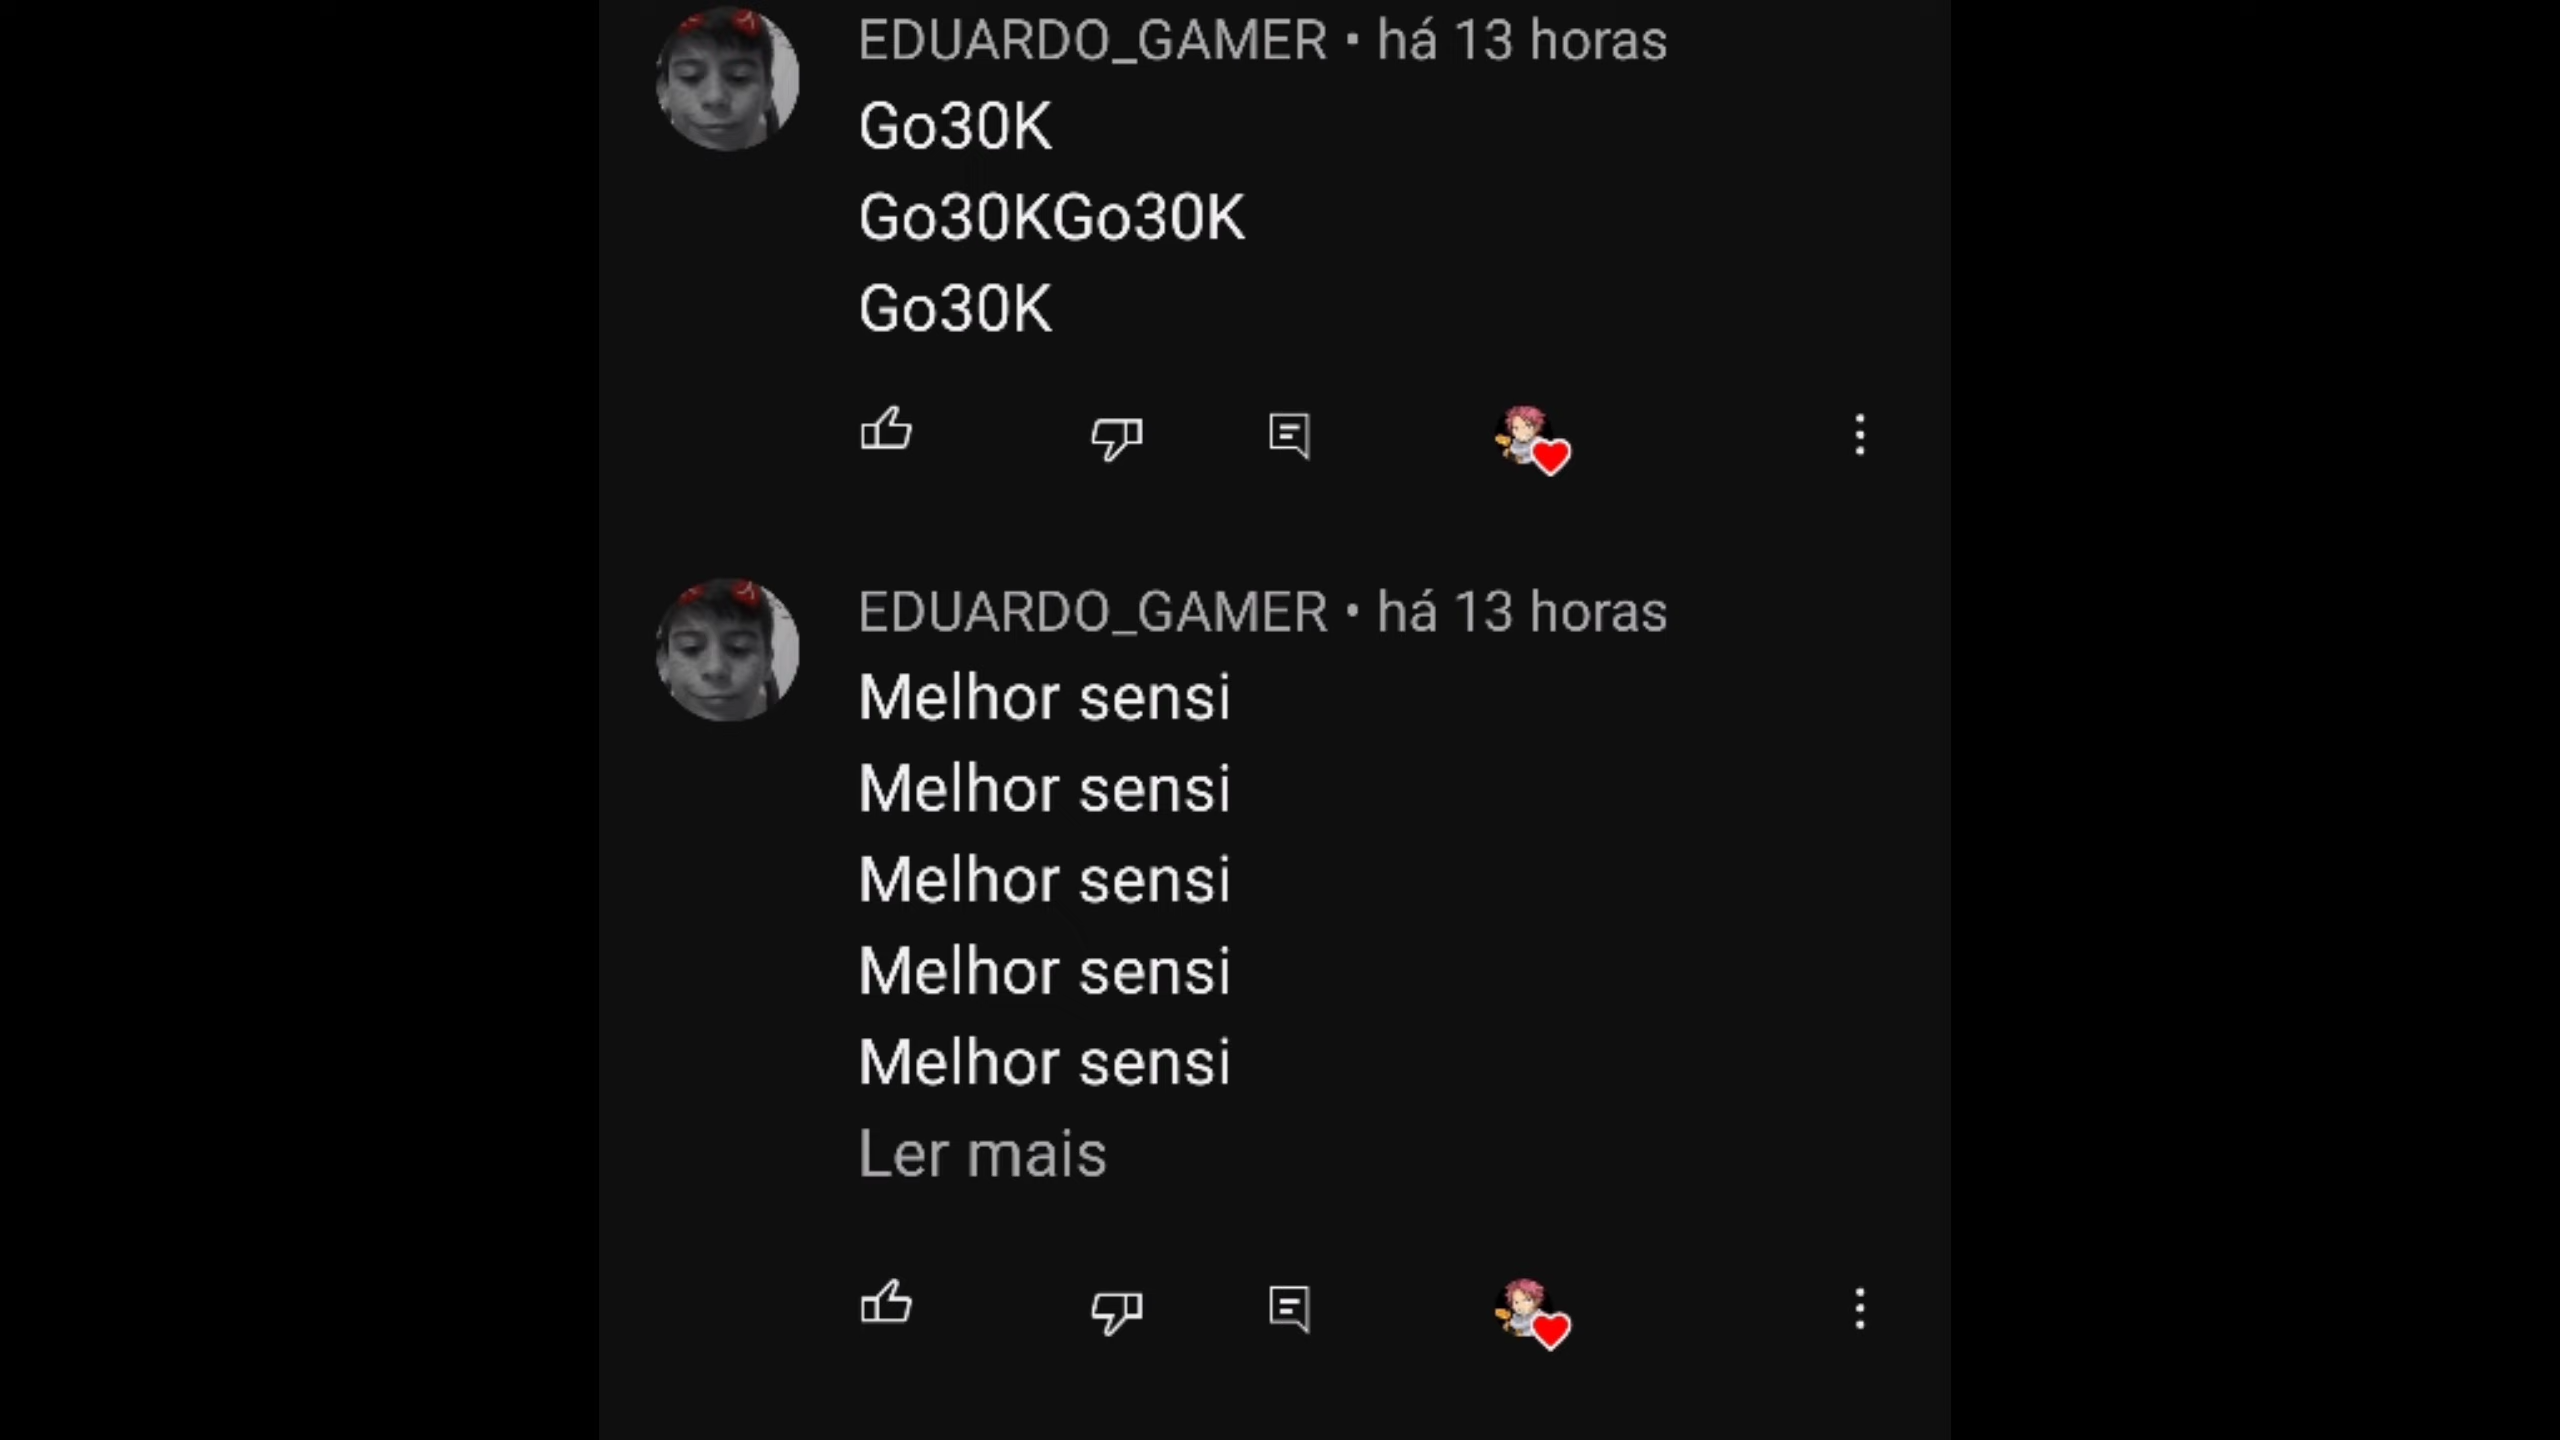 EDUARDO_GAMER • há 13 horas
Go30K
Go30KGo30K
Go30K
EDUARDO_GAMER • há 13 horas
Melhor sensi
Melhor sensi
Melhor sensi
Melhor sensi
Melhor sensi
Ler mais